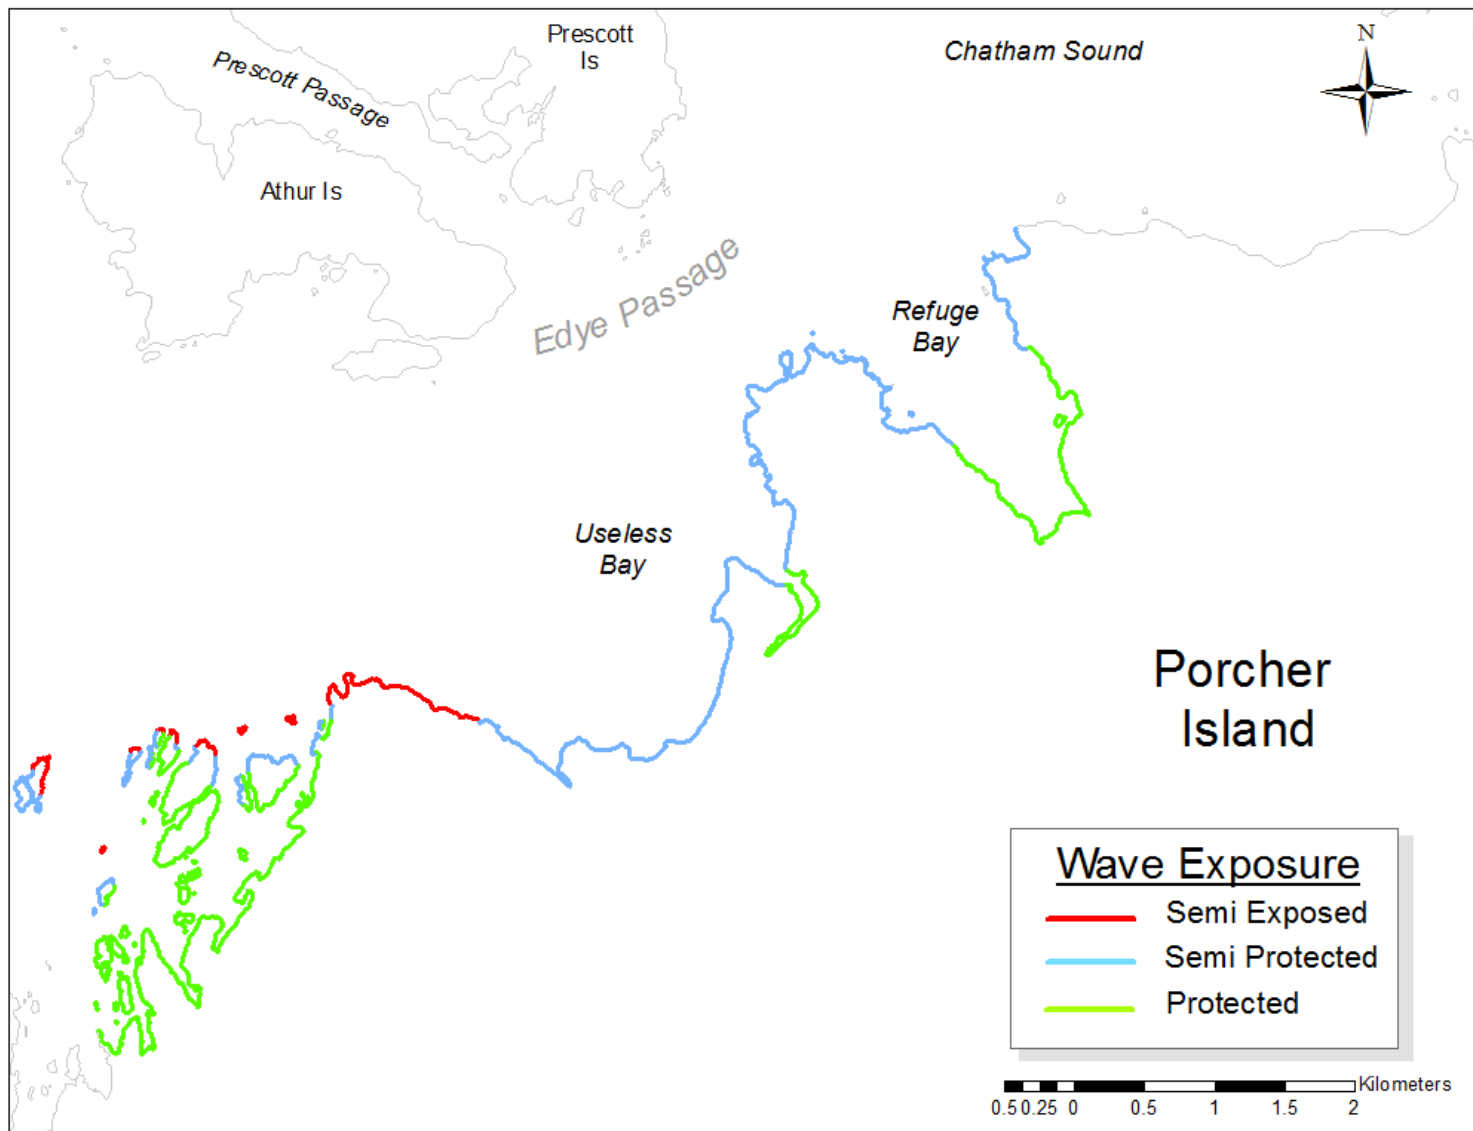 Prescott
Is
Chatham Sound
N
Prescott Passage
Athur Is
Edye Passage
Refuge
Bay
Useless
Bay
Porcher
Island
Wave Exposure
Semi Exposed
Semi Protected
Protected
Kilometers
0.5 0.25 0 0.5 1 1.5 2